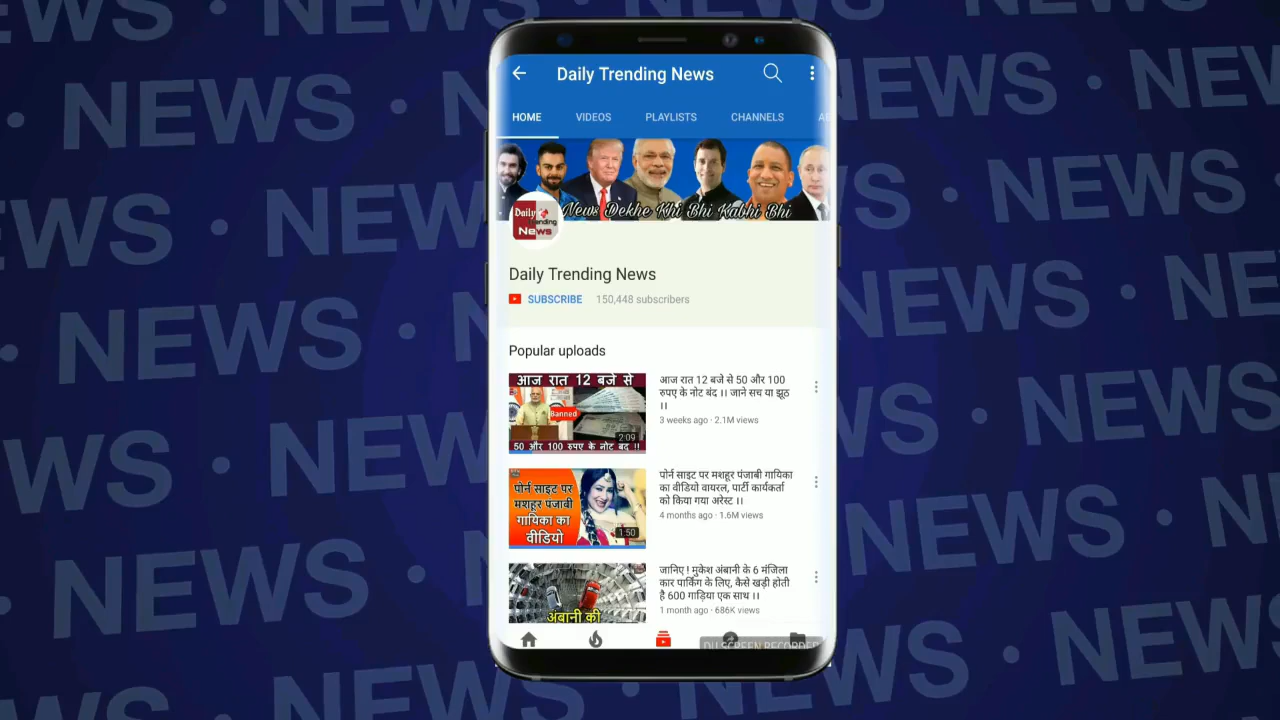 NEWS • NEWS • NEWS
Daily Trending News
HOME VIDEOS PLAYLISTS CHANNELS
Daily
Trending
News
News Dekhe Khi Bhi Kabhi Bhi
Daily Trending News
SUBSCRIBE 150,448 subscribers
Popular uploads
आज रात 12 बजे से
Banned
2:09
50 और 100 रुपए के नोट बद !!
आज रात 12 बजे से 50 और 100
रुपए के नोट बंद ।। जाने सच या झूठ
।।
3 weeks ago · 2.1M views
पोर्न साइट पर
मशहूर पंजाबी
गायिका का
वीडियो
1:50
पोर्न साइट पर मशहूर पंजाबी गायिका
का वीडियो वायरल, पार्टी कार्यकर्ता
को किया गया अरेस्ट ।।
4 months ago · 1.6M views
अंबानी की
जानिए ! मुकेश अंबानी के 6 मंजिला
कार पार्किंग के लिए, कैसे खड़ी होती
है 600 गाड़िया एक साथ ।।
1 month ago · 686K views
DU SCREEN RECORDER